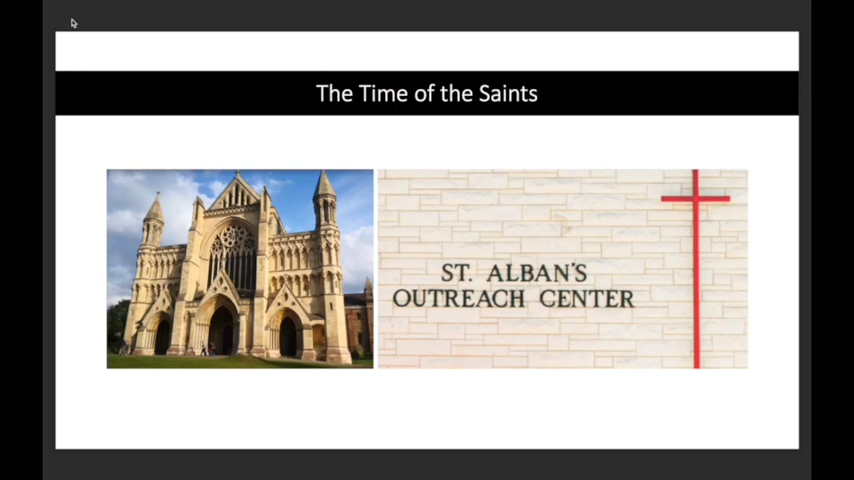 The Time of the Saints
ST. ALBAN'S
OUTREACH CENTER